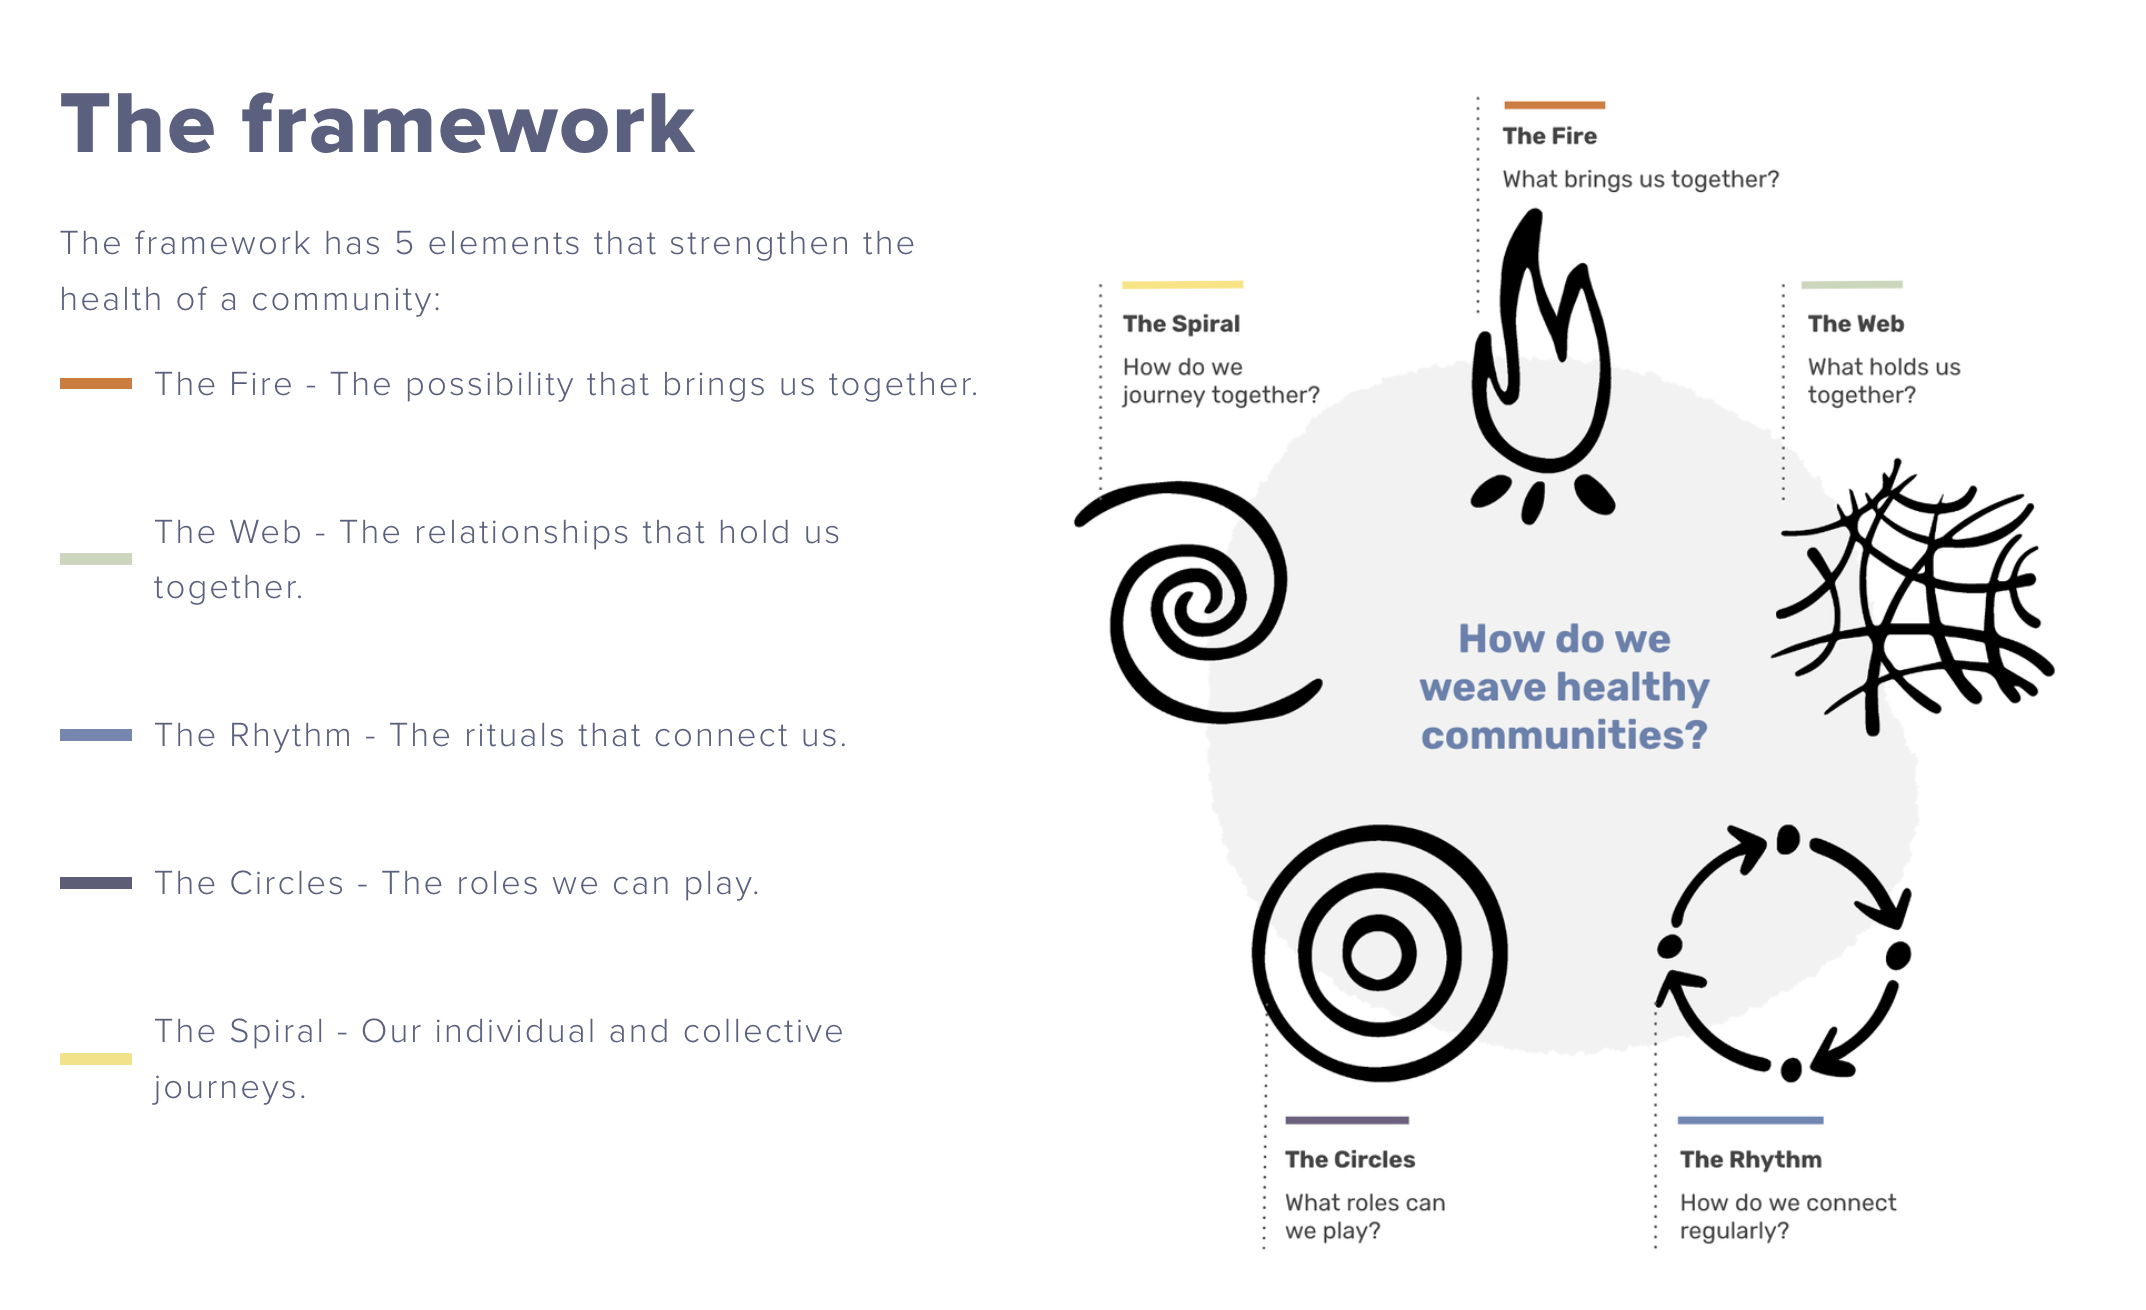 The framework
The framework has 5 elements that strengthen the
health of a community:
The Fire - The possibility that brings us together.
The Web - The relationships that hold us
together.
The Rhythm - The rituals that connect us.
The Circles - The roles we can play.
The Spiral - Our individual and collective
journeys.
The Fire
What brings us together?
The Spiral
How do we
journey together?
The Web
What holds us
together?
How do we
weave healthy
communities?
The Circles
What roles can
we play?
The Rhythm
How do we connect
regularly?